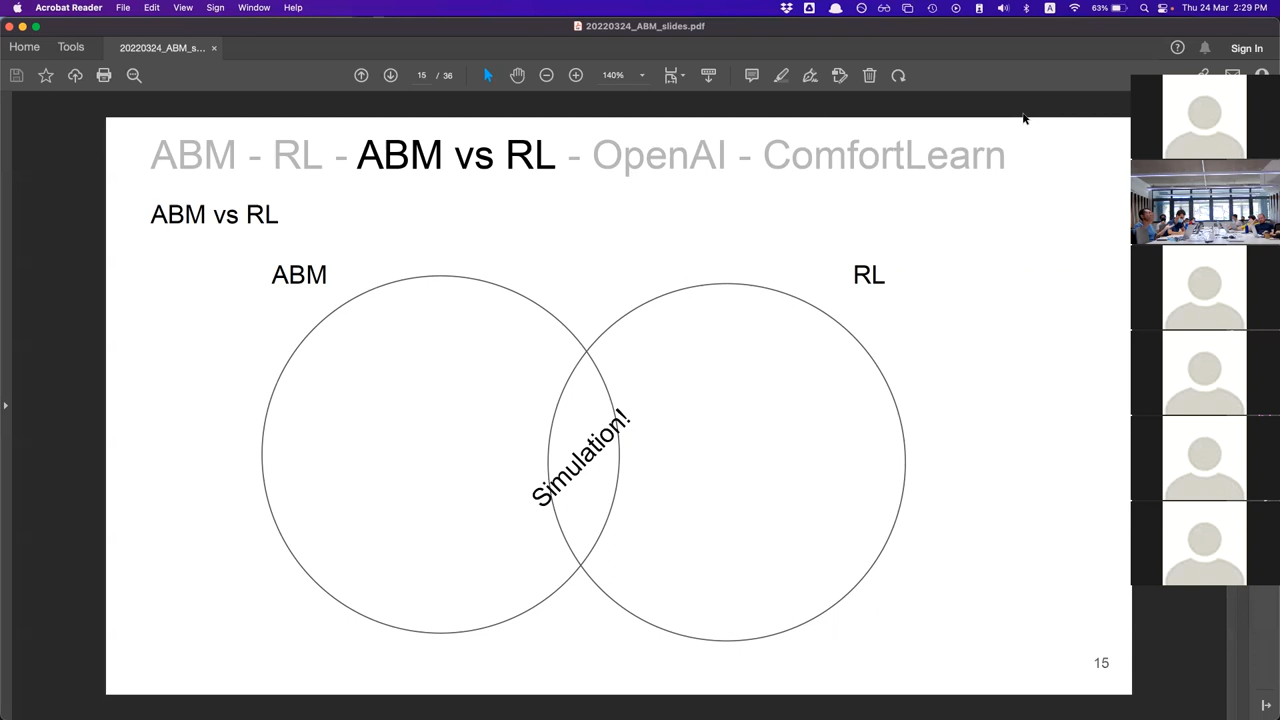 Acrobat Reader File Edit View Sign Window Help
A 63% Thu 24 Mar 2:29 PM
20220324_ABM_slides.pdf
Home Tools 20220324_ABM_s... × Sign In
15 / 36 140%
ABM - RL - ABM vs RL - OpenAI - ComfortLearn
ABM vs RL
ABM
RL
Simulation!
15